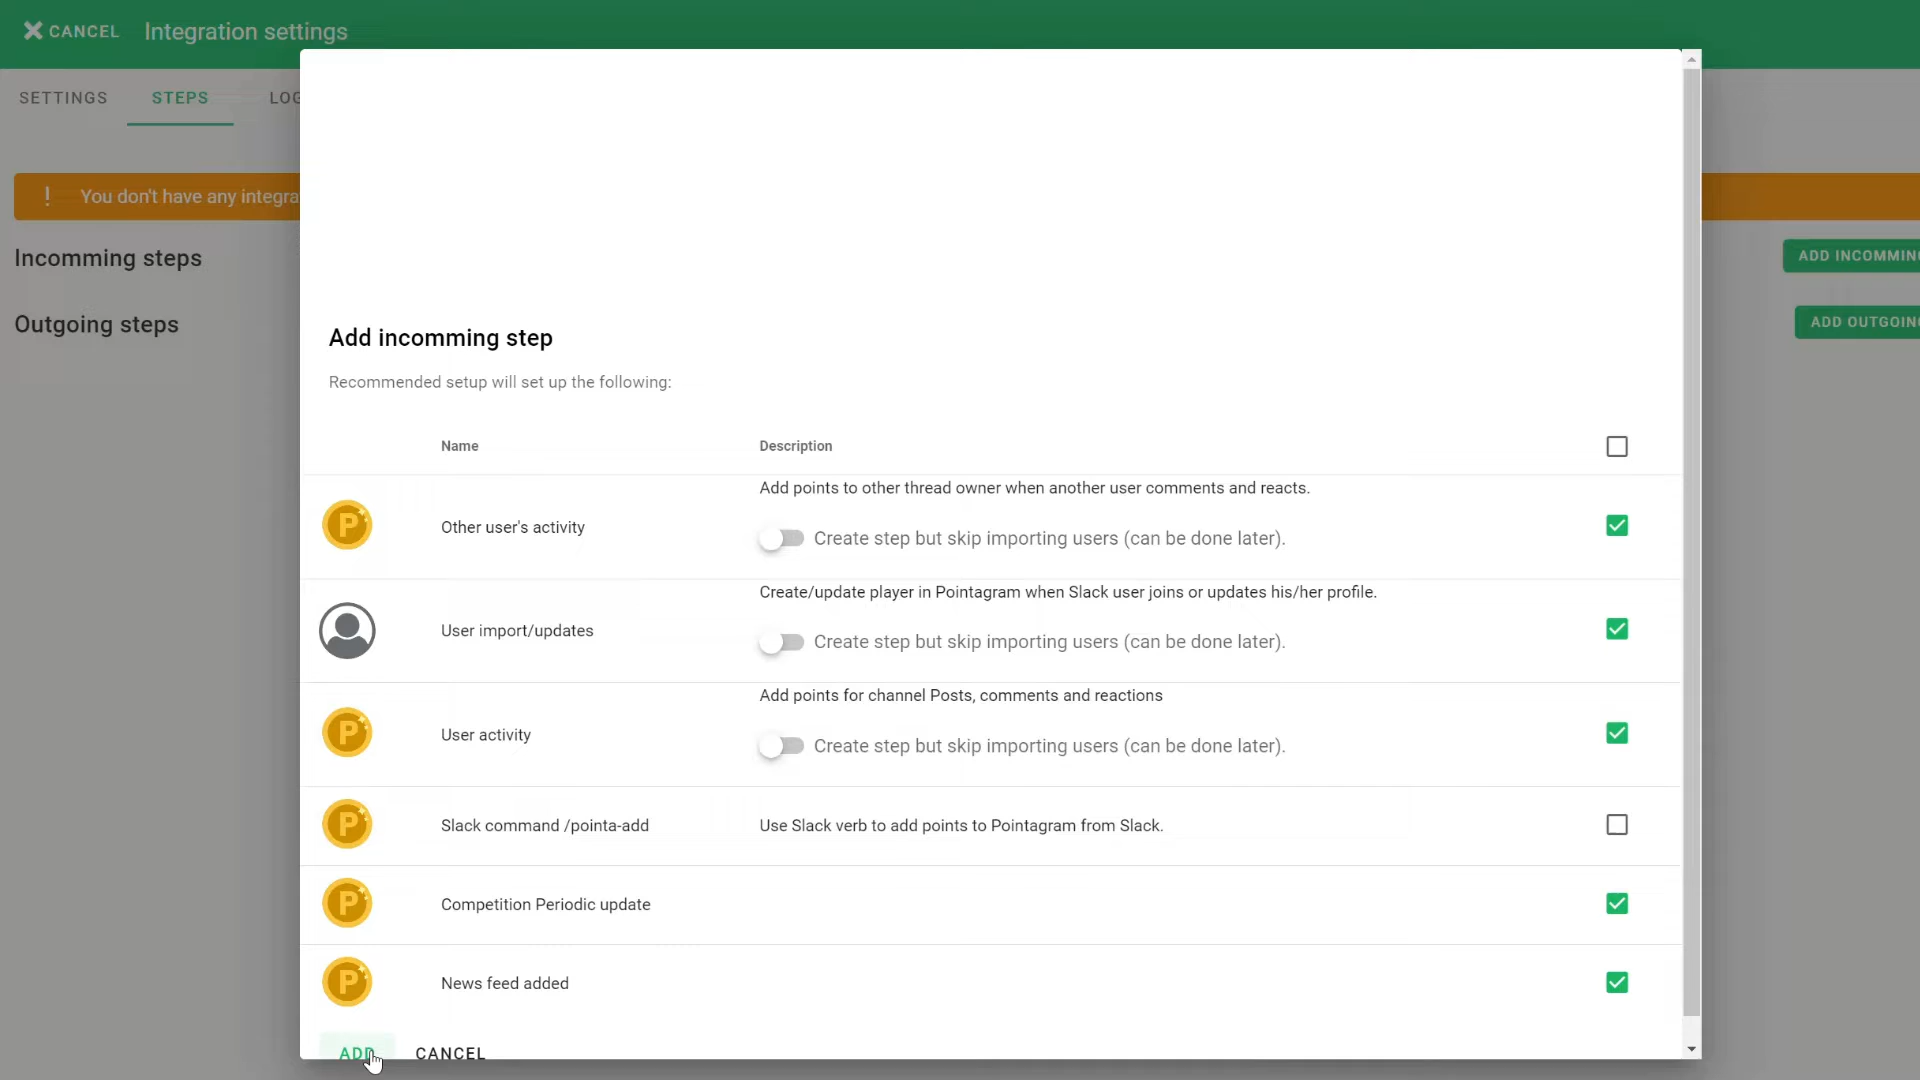 CANCEL Integration settings
SETTINGS STEPS LOG
! You don't have any integra
Incomming steps
ADD INCOMMING
Outgoing steps
ADD OUTGOING
Add incomming step
Recommended setup will set up the following:
Name Description
Add points to other thread owner when another user comments and reacts.
Other user's activity
Create step but skip importing users (can be done later).
Create/update player in Pointagram when Slack user joins or updates his/her profile.
User import/updates
Create step but skip importing users (can be done later).
Add points for channel Posts, comments and reactions
User activity
Create step but skip importing users (can be done later).
Slack command /pointa-add Use Slack verb to add points to Pointagram from Slack.
Competition Periodic update
News feed added
ADD CANCEL